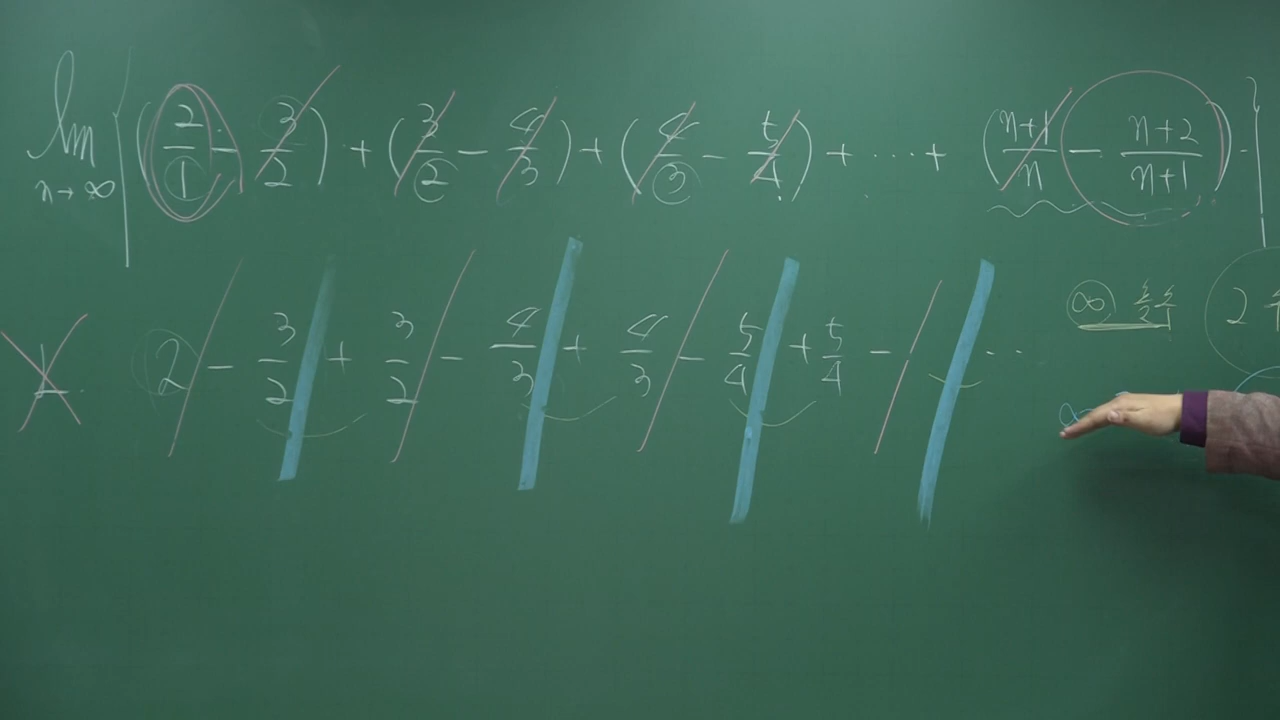 lim n→∞ { (2/1 − 3/2) + (3/2 − 4/3) + (4/3 − 5/4) + ⋯ + (n+1/n − n+2/n+1) }
2 − 3/2 + 3/2 − 4/3 + 4/3 − 5/4 + 5/4 − ⋯
∞
2